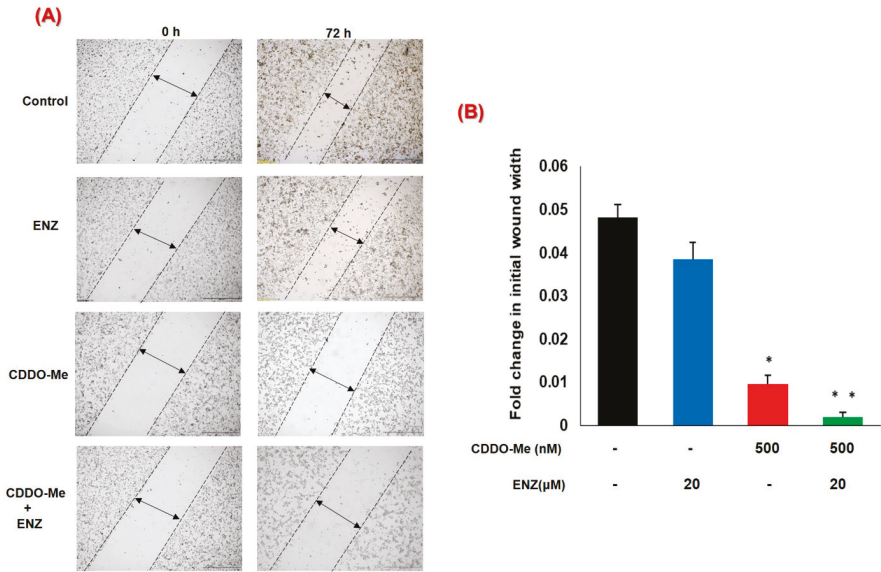 (A)
0 h
72 h
Control
ENZ
CDDO-Me
CDDO-Me
+
ENZ
(B)
Fold change in initial wound width
0.06
0.05
0.04
0.03
0.02
0.01
0
*
* *
CDDO-Me (nM) - - 500 500
ENZ(µM) - 20 - 20